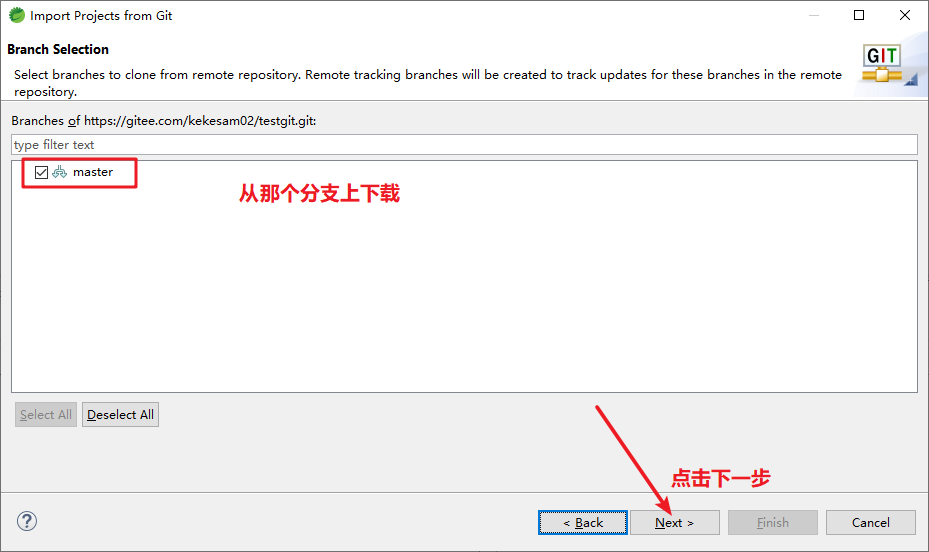 Import Projects from Git
Branch Selection
Select branches to clone from remote repository. Remote tracking branches will be created to track updates for these branches in the remote
repository.
GIT
Branches of https://gitee.com/kekesam02/testgit.git:
type filter text
master
从那个分支上下载
Select All
Deselect All
点击下一步
< Back
Next >
Finish
Cancel